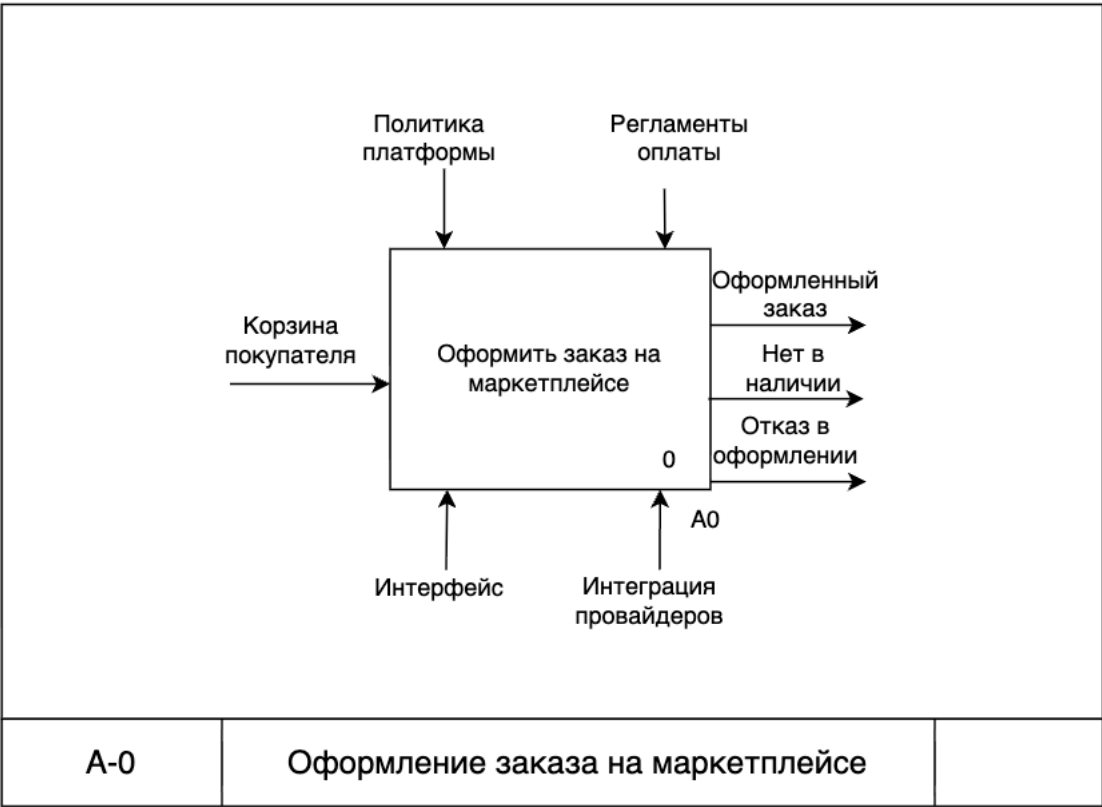 Политика
платформы
Регламенты
оплаты
Корзина
покупателя
Оформить заказ на
маркетплейсе
0
Оформленный
заказ
Нет в
наличии
Отказ в
оформлении
A0
Интерфейс
Интеграция
провайдеров
A-0
Оформление заказа на маркетплейсе